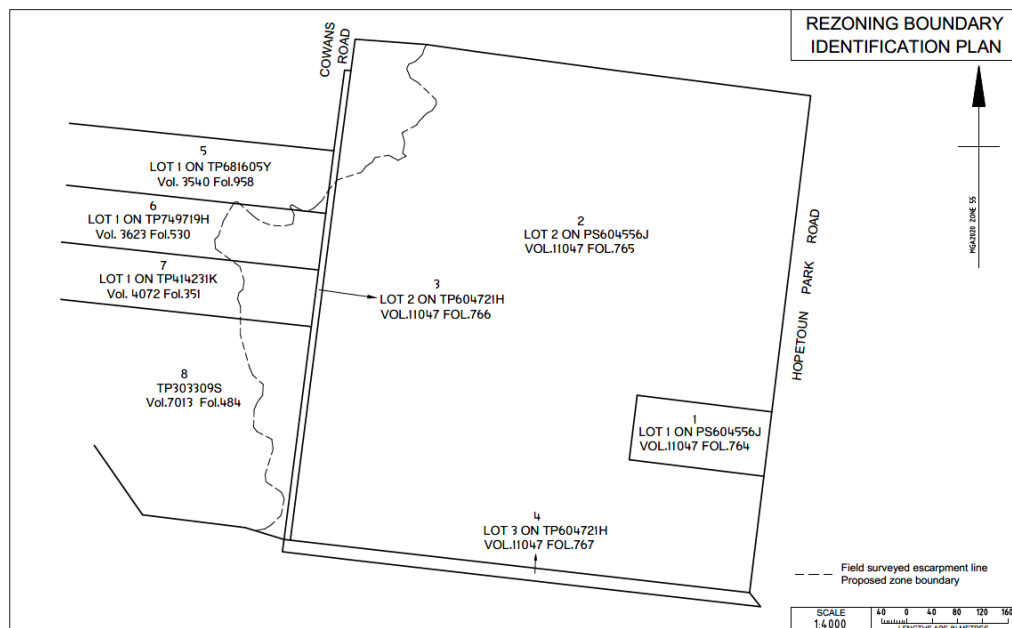 REZONING BOUNDARY
IDENTIFICATION PLAN
COWANS
ROAD
5
LOT 1 ON TP681605Y
Vol. 3540 Fol.958
6
LOT 1 ON TP749719H
Vol. 3623 Fol.530
7
LOT 1 ON TP414231K
Vol. 4072 Fol.351
8
TP303309S
Vol.7013 Fol.484
2
LOT 2 ON PS604556J
VOL.11047 FOL.765
3
LOT 2 ON TP604721H
VOL.11047 FOL.766
HOPETOUN PARK ROAD
MGA2020 ZONE 55
1
LOT 1 ON PS604556J
VOL.11047 FOL.764
4
LOT 3 ON TP604721H
VOL.11047 FOL.767
Field surveyed escarpment line
Proposed zone boundary
SCALE
1:4000
40 0 40 80 120 160
LENGTHS ARE IN METRES